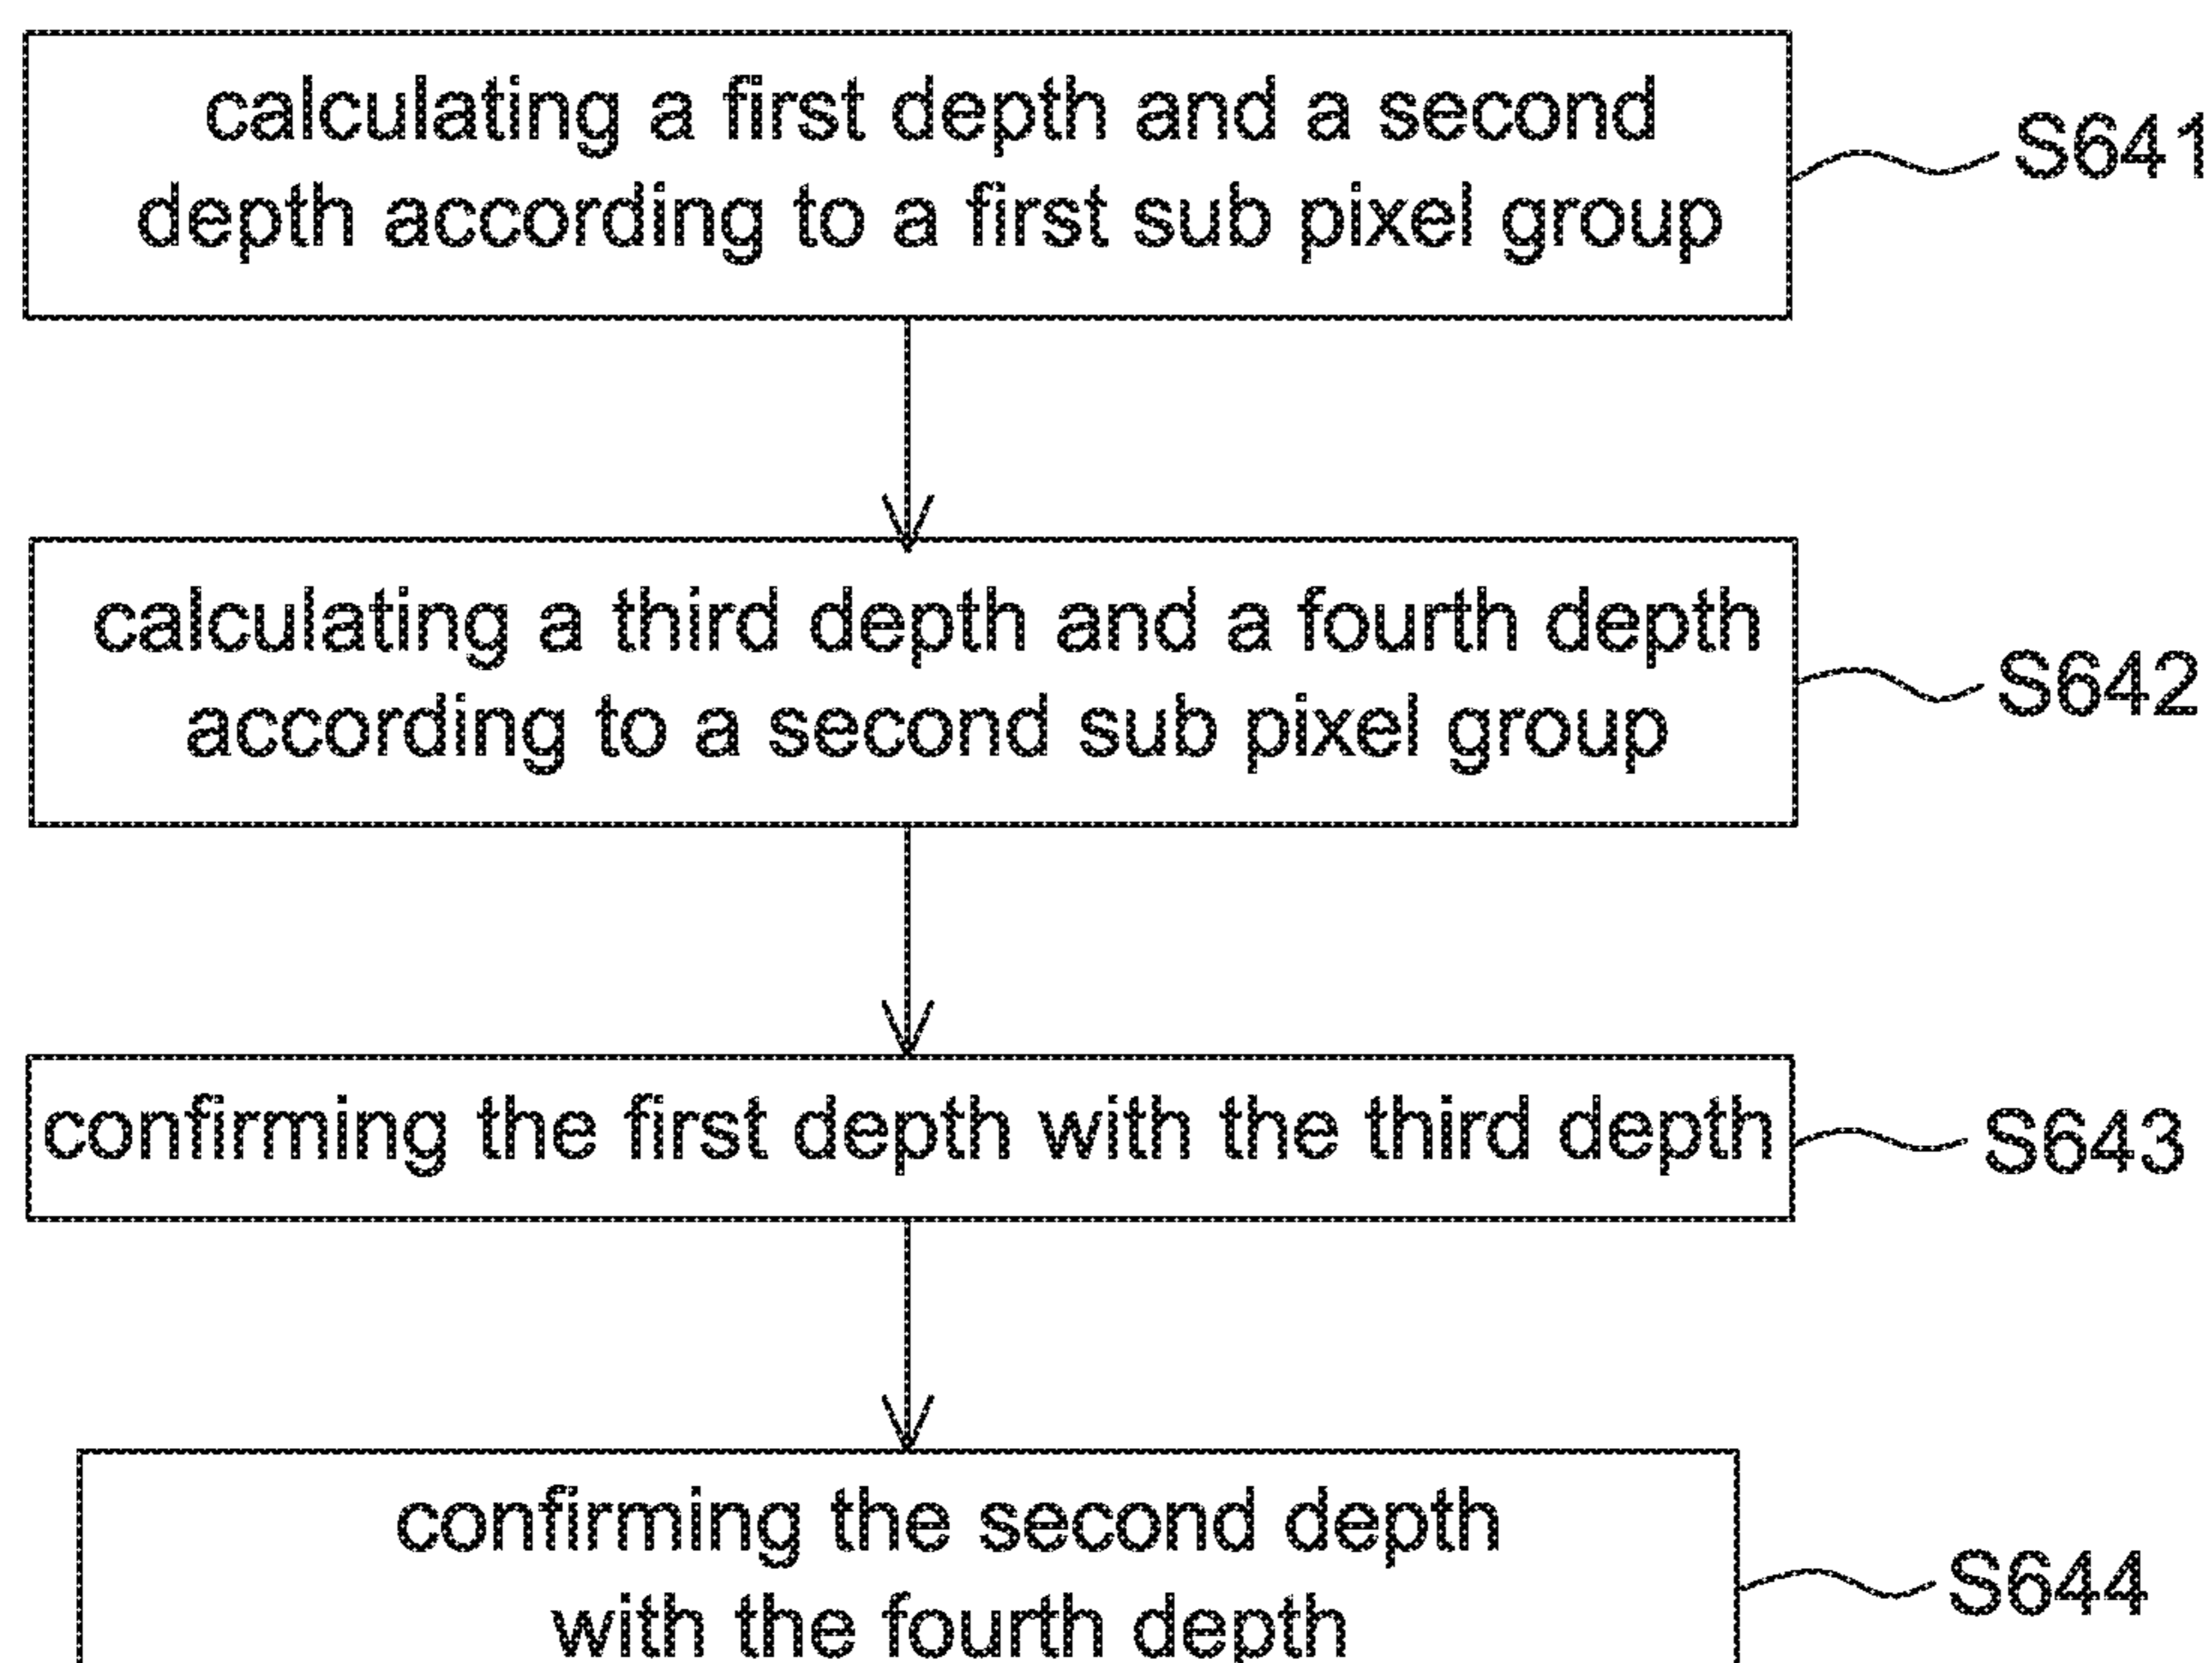 calculating a first depth and a second
depth according to a first sub pixel group
S641
calculating a third depth and a fourth depth
according to a second sub pixel group
S642
confirming the first depth with the third depth
S643
confirming the second depth
with the fourth depth
S644